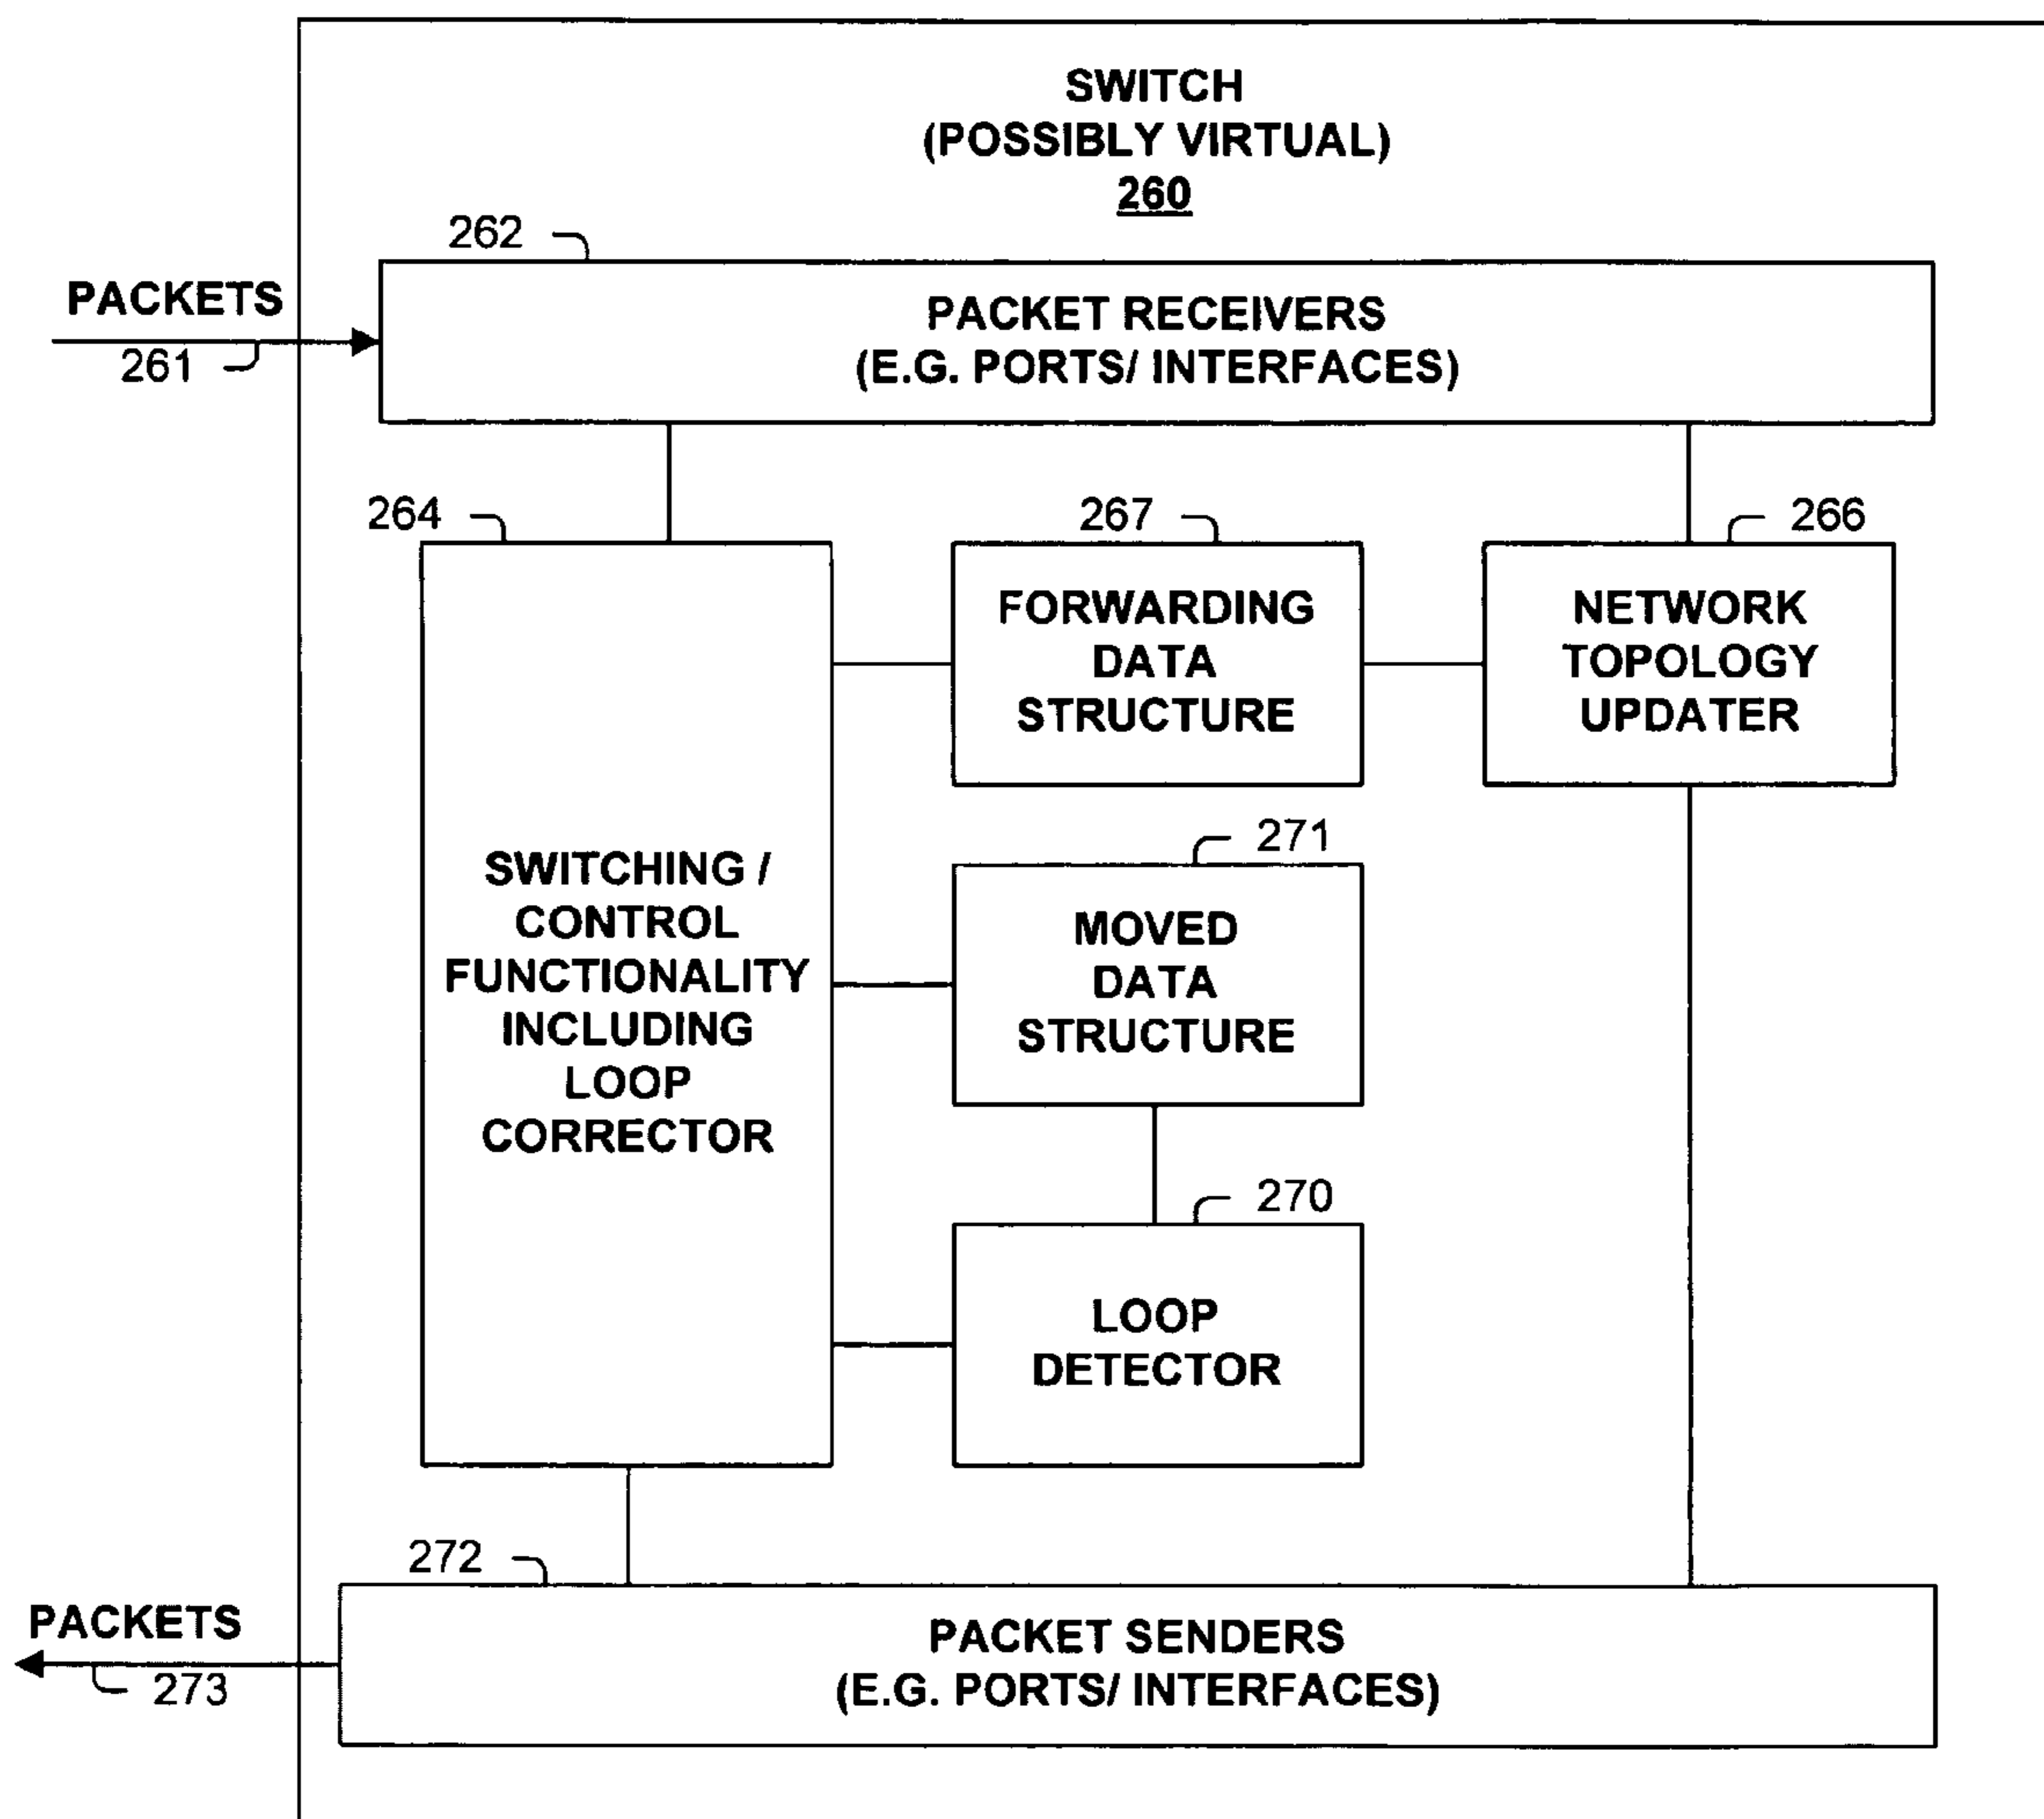 SWITCH
(POSSIBLY VIRTUAL)
260
262
PACKETS
261
PACKET RECEIVERS
(E.G. PORTS/ INTERFACES)
264
267
266
FORWARDING
DATA
STRUCTURE
NETWORK
TOPOLOGY
UPDATER
SWITCHING /
CONTROL
FUNCTIONALITY
INCLUDING
LOOP
CORRECTOR
271
MOVED
DATA
STRUCTURE
270
LOOP
DETECTOR
272
PACKETS
273
PACKET SENDERS
(E.G. PORTS/ INTERFACES)